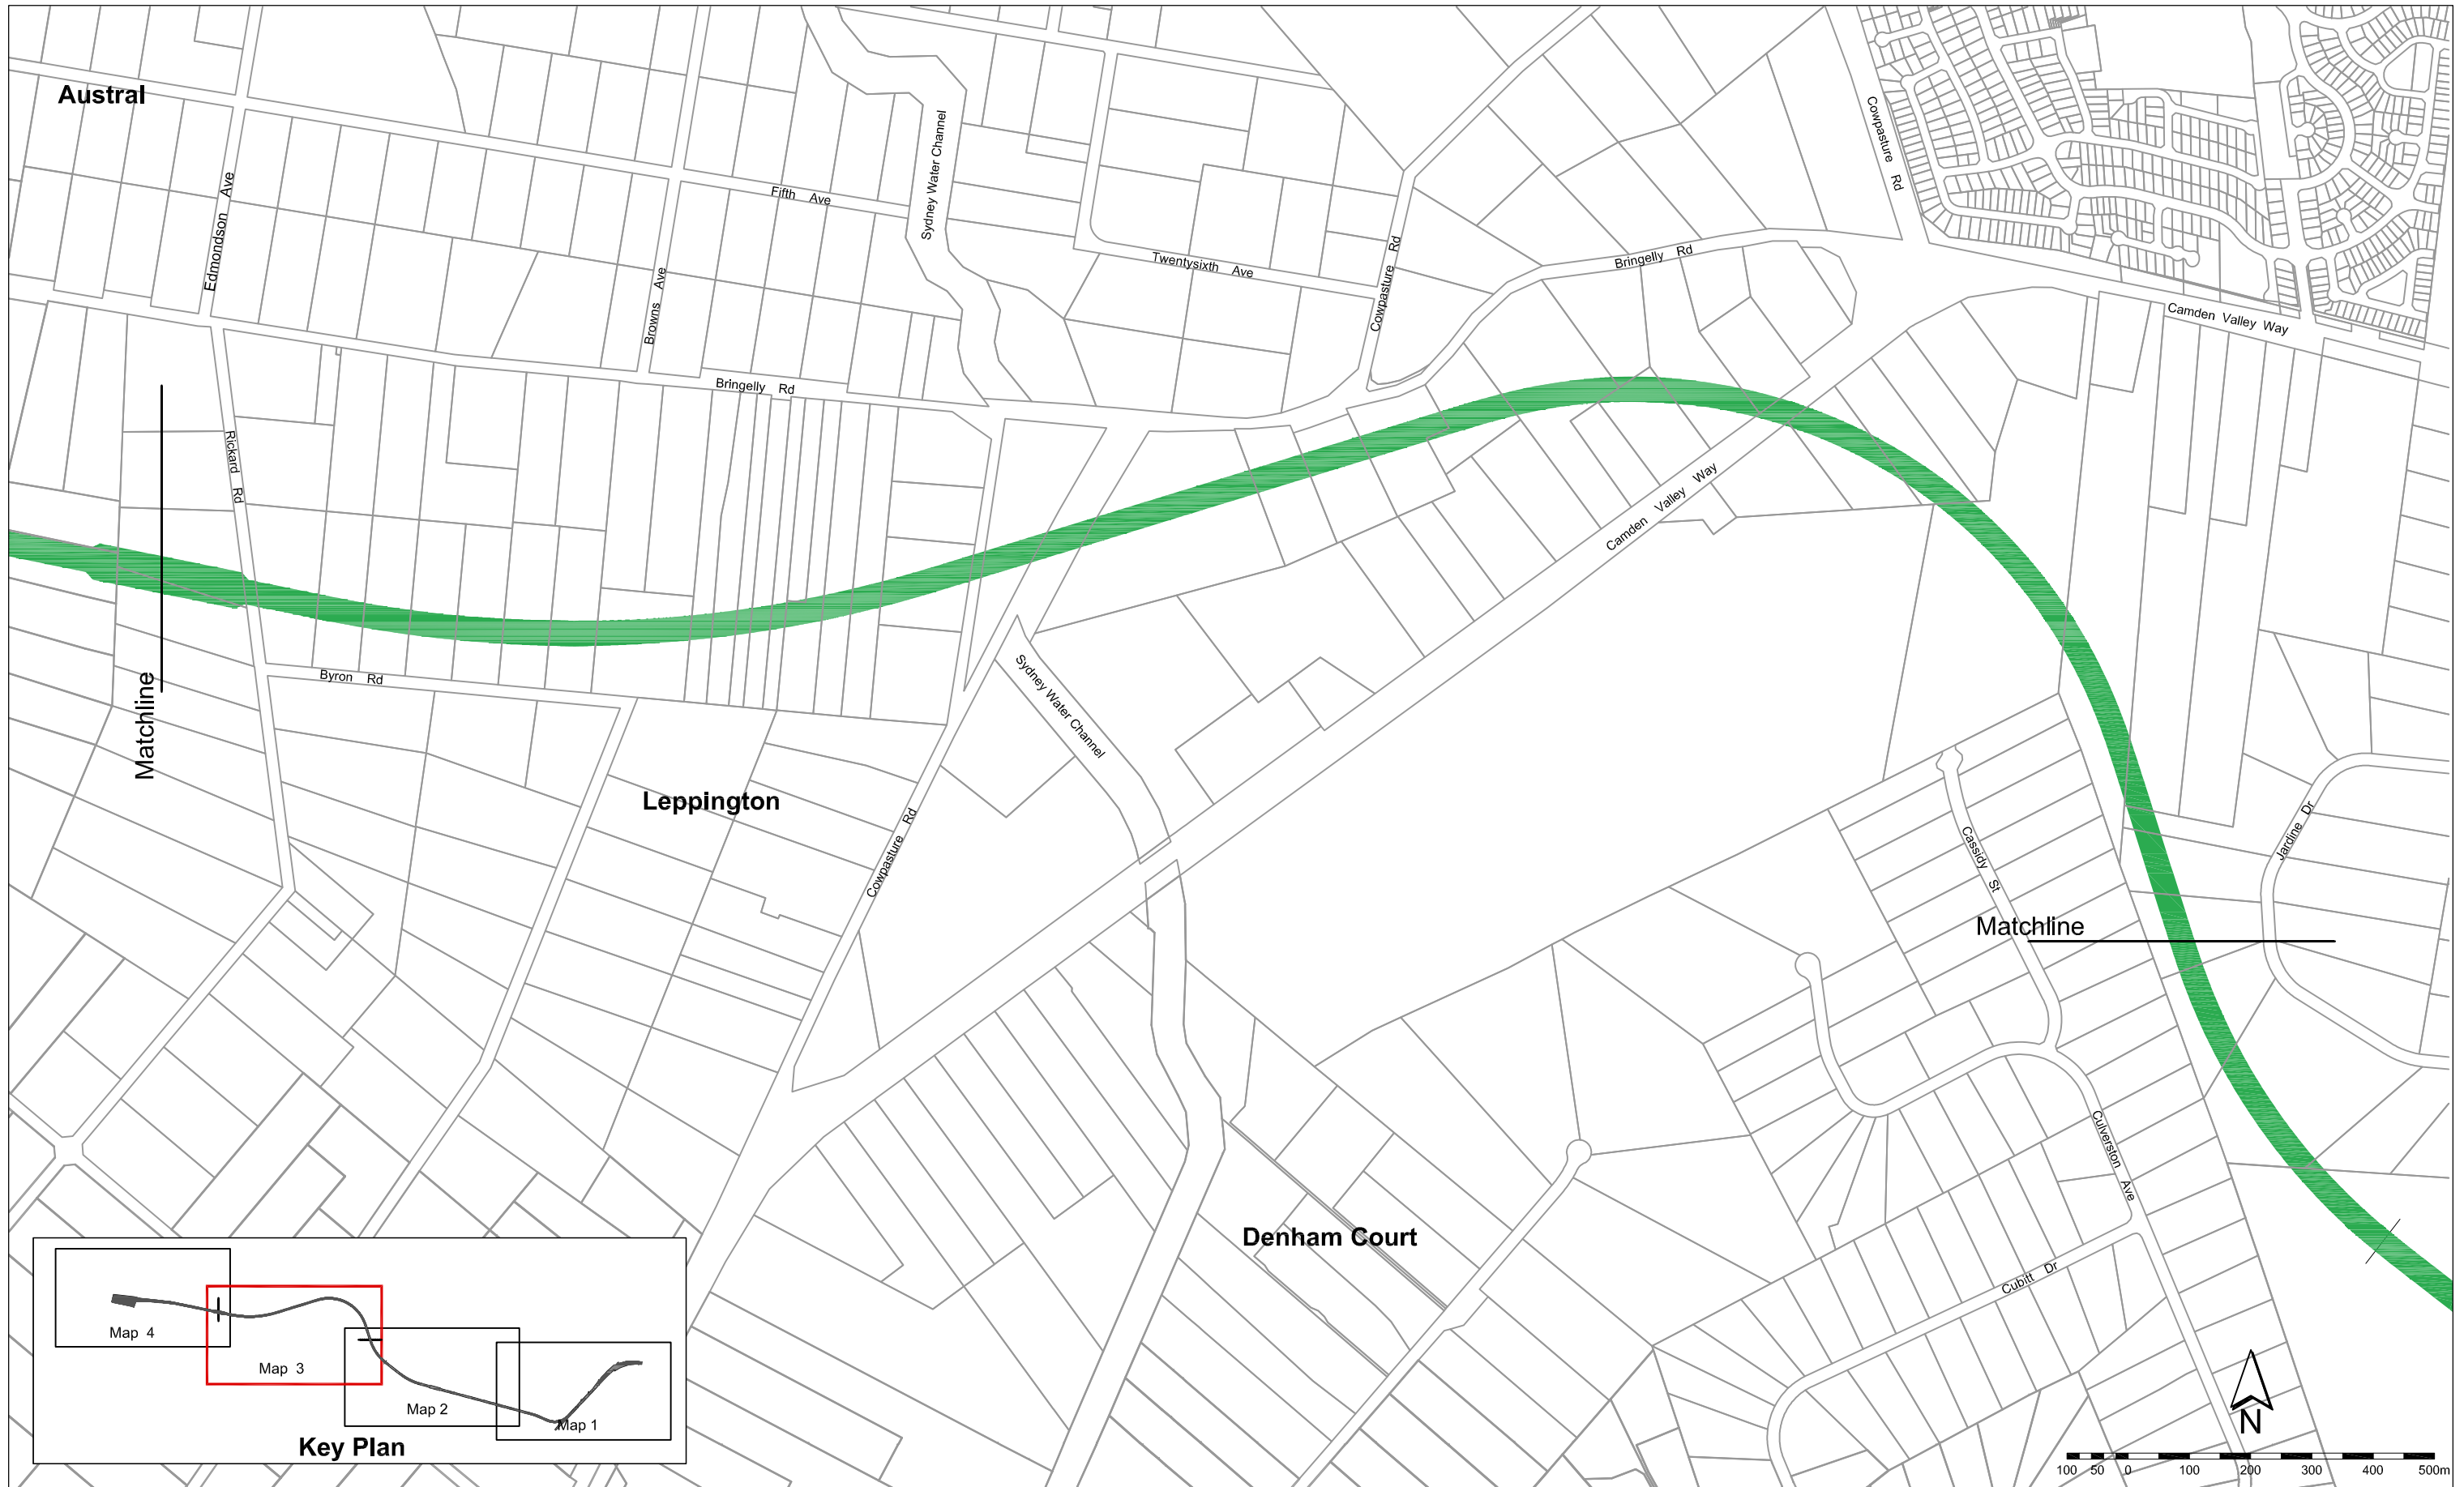 Austral
Edmondson Ave
Fifth Ave
Sydney Water Channel
Browns Ave
Twentysixth Ave
Cowpasture Rd
Bringelly Rd
Cowpasture Rd
Camden Valley Way
Bringelly Rd
Rickard Rd
Camden Valley Way
Matchline
Byron Rd
Sydney Water Channel
Leppington
Cowpasture Rd
Cassidy St
Jardine Dr
Matchline
Culverston Ave
Denham Court
Cubitt Dr
Map 4
Map 3
Map 2
Map 1
Key Plan
N
100 50 0 100 200 300 400 500m